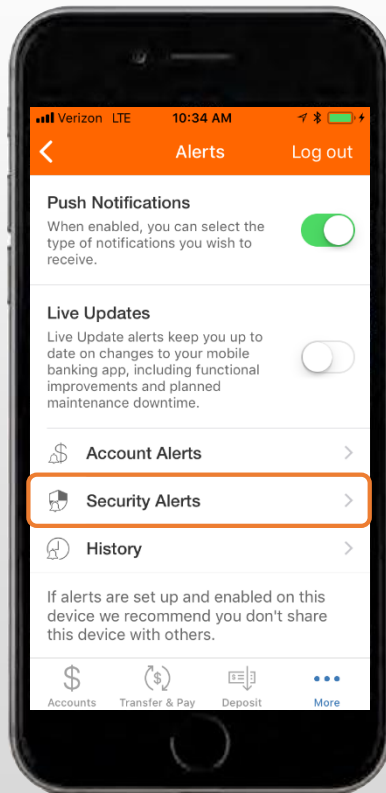 Verizon LTE 10:34 AM
Alerts Log out
Push Notifications
When enabled, you can select the
type of notifications you wish to
receive.
Live Updates
Live Update alerts keep you up to
date on changes to your mobile
banking app, including functional
improvements and planned
maintenance downtime.
$ Account Alerts
Security Alerts
History
If alerts are set up and enabled on this
device we recommend you don't share
this device with others.
$ $ $
Accounts Transfer & Pay Deposit More